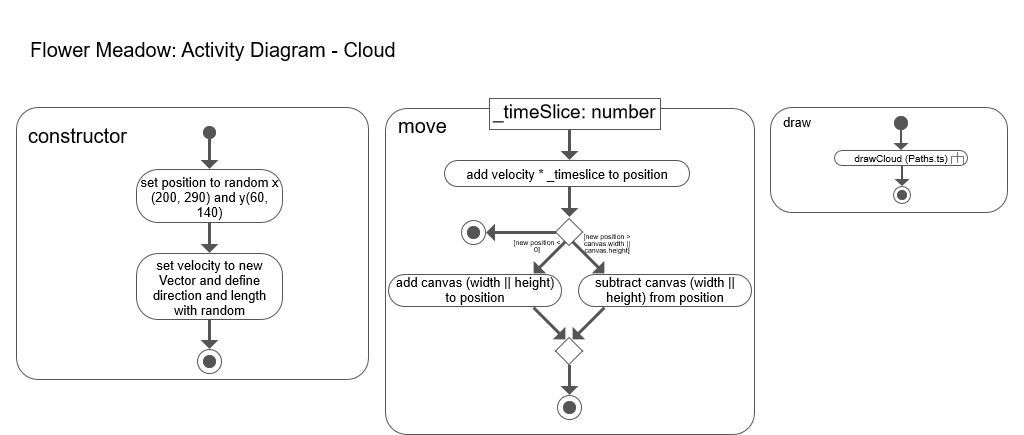 Flower Meadow: Activity Diagram - Cloud
constructor
set position to random x
(200, 290) and y(60,
140)
set velocity to new
Vector and define
direction and length
with random
move
_timeSlice: number
add velocity * _timeslice to position
[new position <
0]
[new position >
canvas.width ||
canvas.height]
add canvas (width || height)
to position
subtract canvas (width ||
height) from position
draw
drawCloud (Paths.ts)